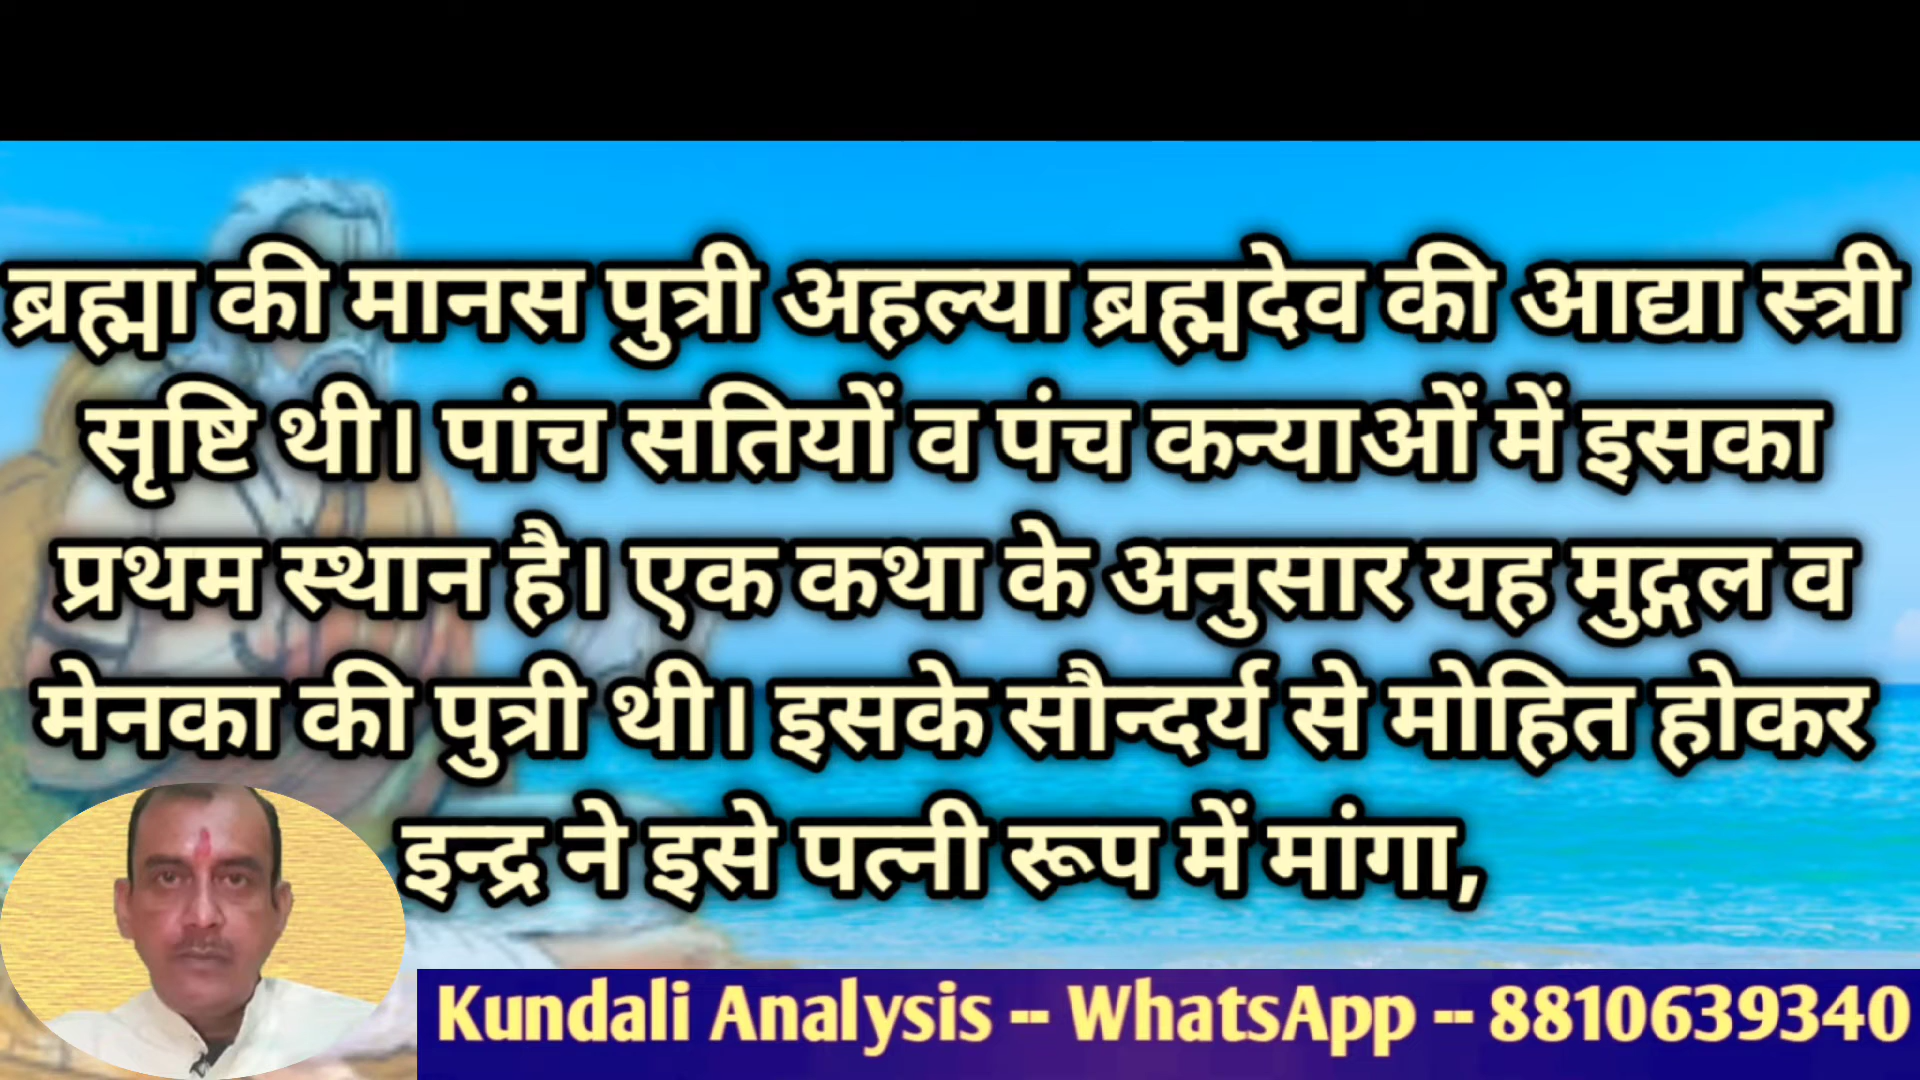 ब्रह्मा की मानस पुत्री अहल्या ब्रह्मदेव की आद्या स्त्री
सृष्टि थी। पांच सतियों व पंच कन्याओं में इसका
प्रथम स्थान है। एक कथा के अनुसार यह मुद्गल व
मेनका की पुत्री थी। इसके सौन्दर्य से मोहित होकर
इन्द्र ने इसे पत्नी रूप में मांगा,
Kundali Analysis -- WhatsApp -- 8810639340